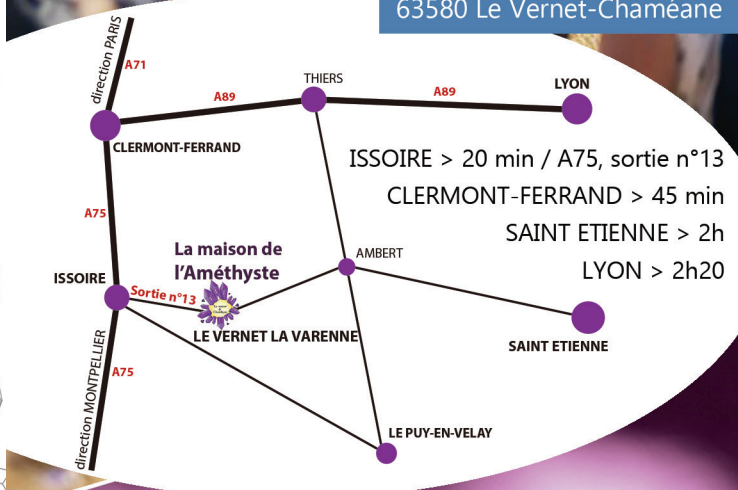 63580 Le Vernet-Chaméane
direction PARIS
A71
THIERS
A89
A89
LYON
CLERMONT-FERRAND
ISSOIRE > 20 min / A75, sortie n°13
CLERMONT-FERRAND > 45 min
SAINT ETIENNE > 2h
LYON > 2h20
A75
La maison de
l'Améthyste
AMBERT
ISSOIRE
Sortie n°13
LE VERNET LA VARENNE
SAINT ETIENNE
direction MONTPELLIER
A75
LE PUY-EN-VELAY